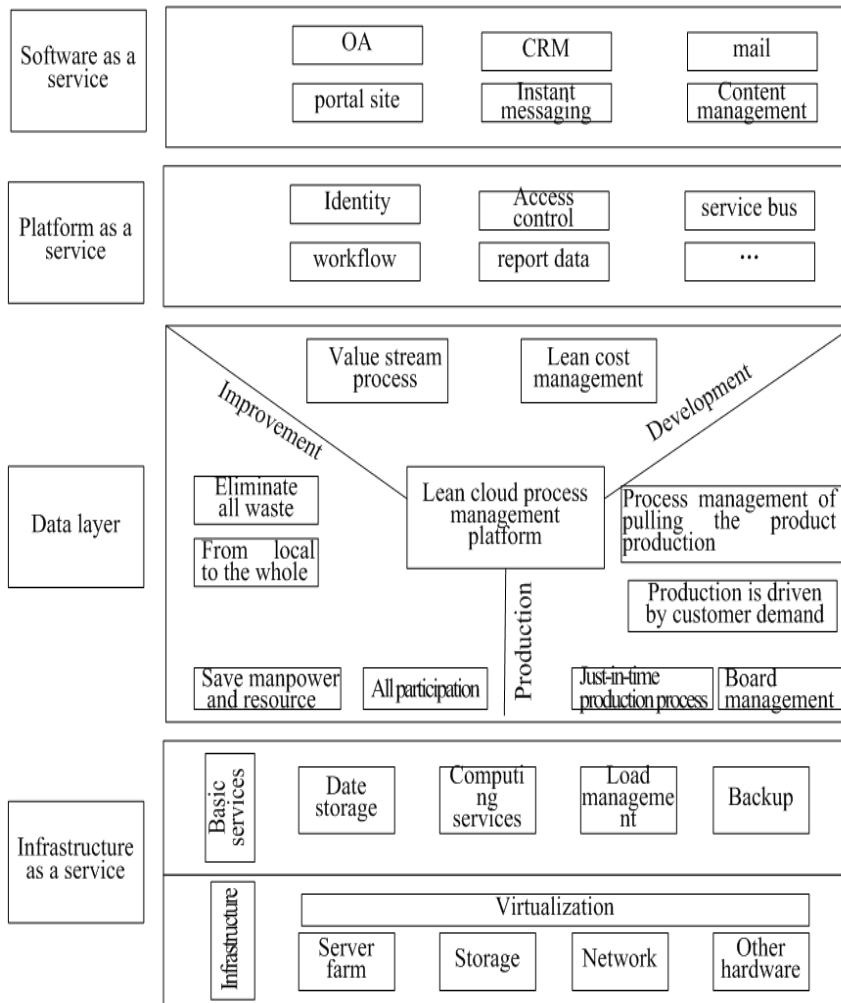 Software as a
service
OA
CRM
mail
portal site
Instant
messaging
Content
management
Platform as a
service
Identity
Access
control
service bus
workflow
report data
...
Data layer
Value stream
process
Lean cost
management
Improvement
Development
Eliminate
all waste
Lean cloud process
management
platform
Process management of
pulling the product
production
From local
to the whole
Production is driven
by customer demand
Production
Save manpower
and resource
All participation
Just-in-time
production process
Board
management
Infrastructure
as a service
Basic
services
Date
storage
Computi
ng
services
Load
manageme
nt
Backup
Infrastructure
Virtualization
Server
farm
Storage
Network
Other
hardware